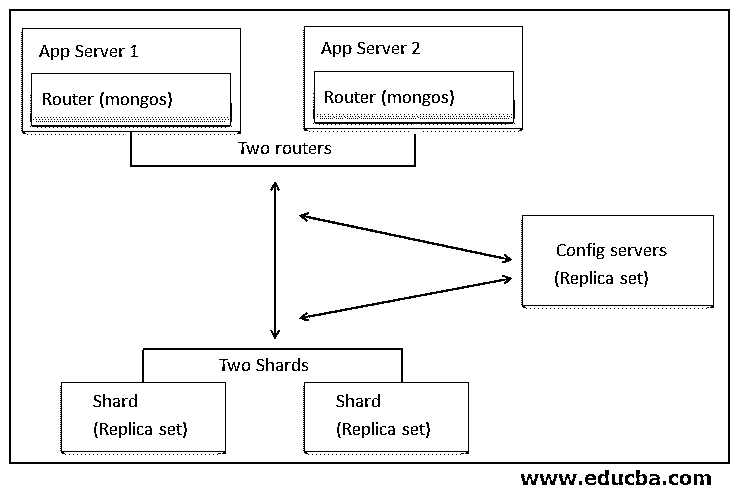 App Server 1
Router (mongos)
App Server 2
Router (mongos)
Two routers
Config servers
(Replica set)
Two Shards
Shard
(Replica set)
Shard
(Replica set)
www.educba.com